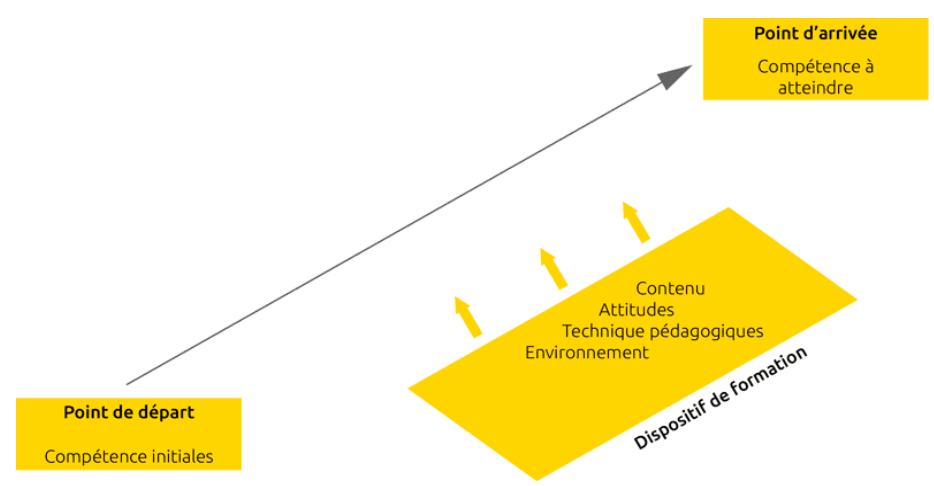 Point d’arrivée
Compétence à
atteindre
Contenu
Attitudes
Technique pédagogiques
Environnement
Dispositif de formation
Point de départ
Compétence initiales